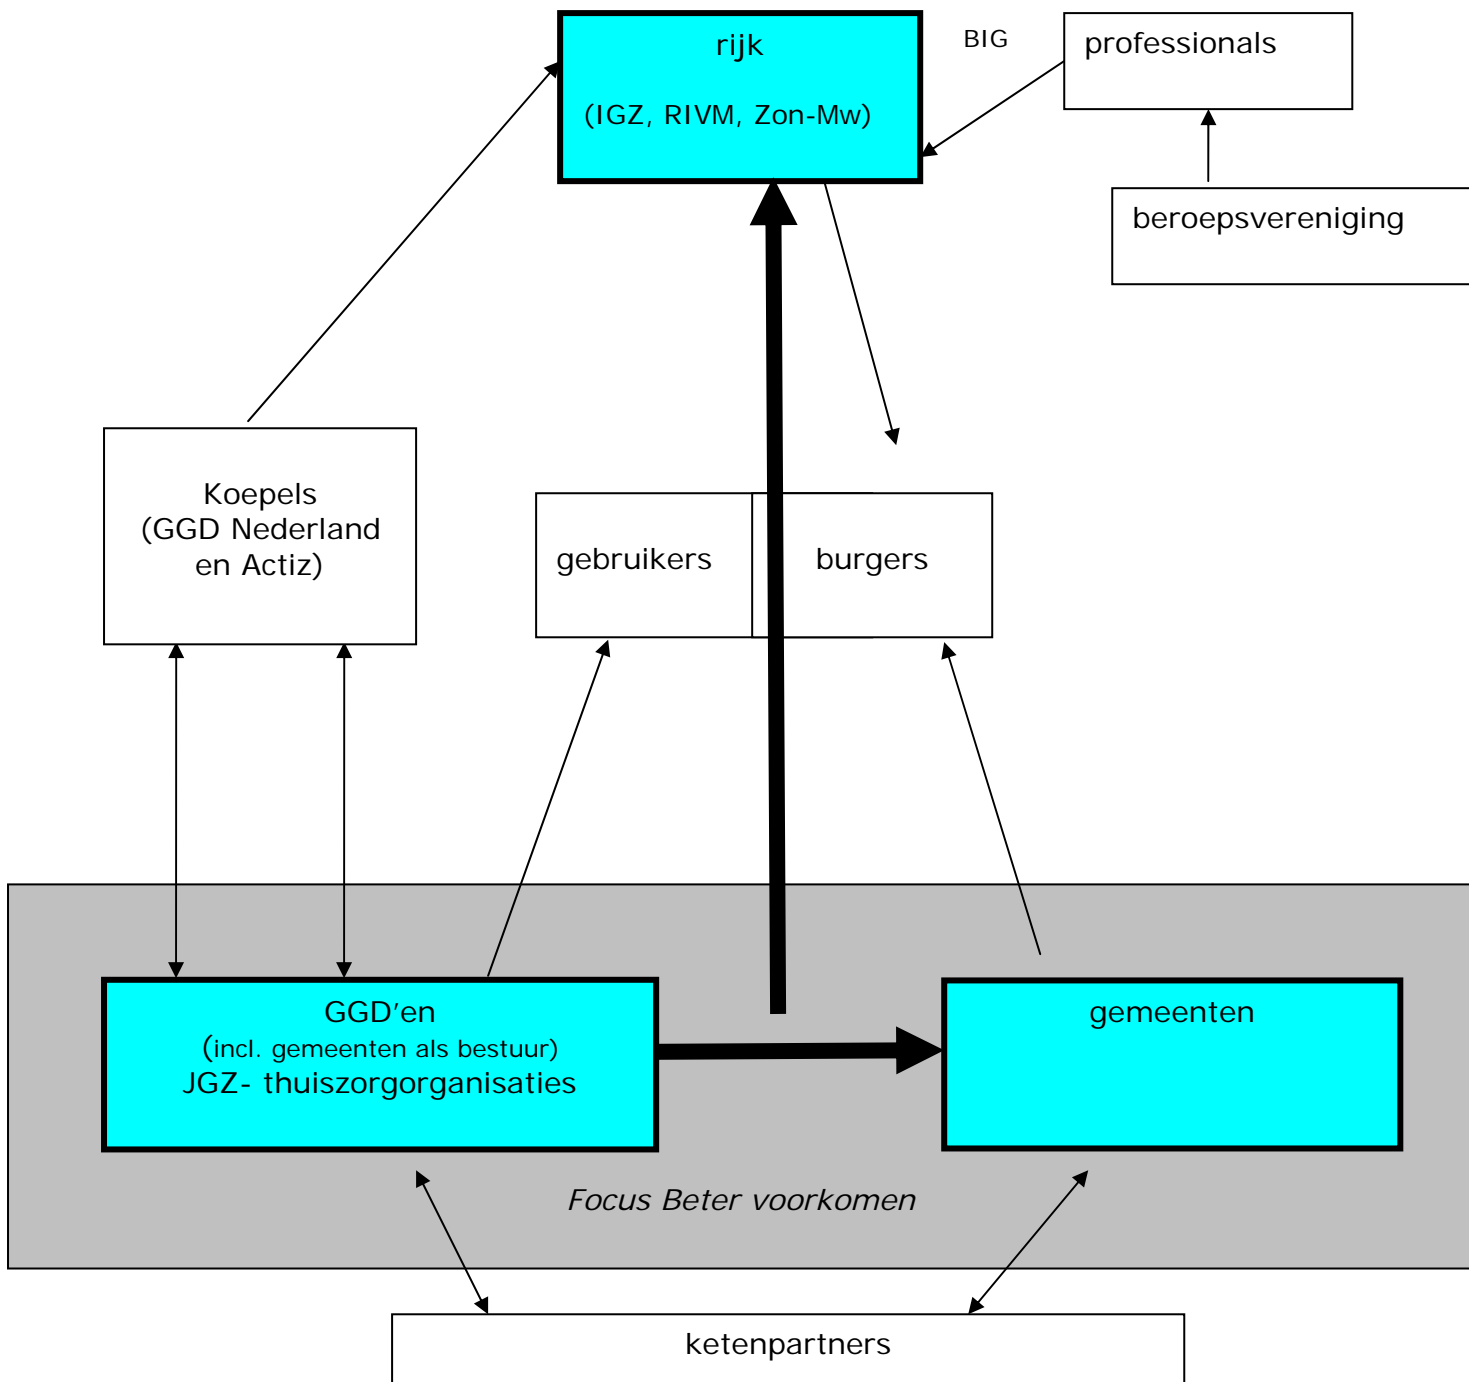 rijk
(IGZ, RIVM, Zon-Mw)
BIG
professionals
beroepsvereniging
Koepels
(GGD Nederland
en Actiz)
gebruikers
burgers
GGD’en
(incl. gemeenten als bestuur)
JGZ- thuiszorgorganisaties
gemeenten
Focus Beter voorkomen
ketenpartners